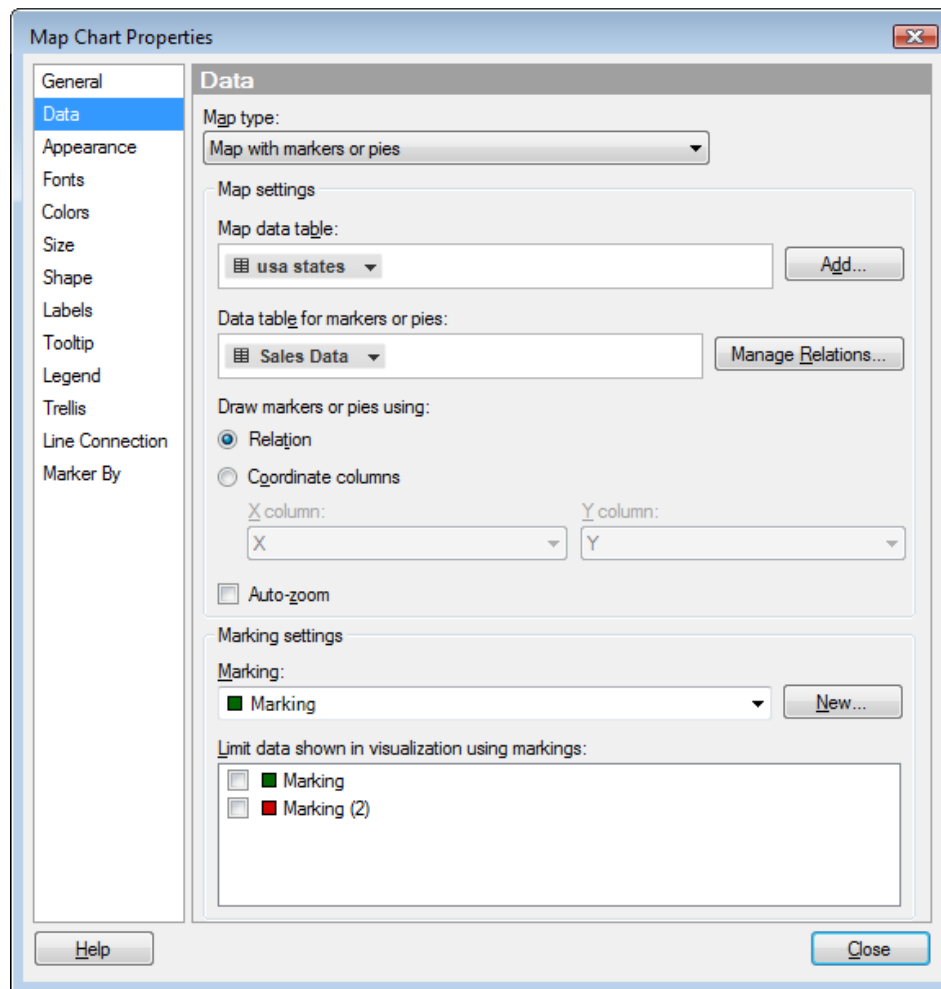 Map Chart Properties
General
Data
Appearance
Fonts
Colors
Size
Shape
Labels
Tooltip
Legend
Trellis
Line Connection
Marker By
Data
Map type:
Map with markers or pies
Map settings
Map data table:
usa states
Add...
Data table for markers or pies:
Sales Data
Manage Relations...
Draw markers or pies using:
Relation
Coordinate columns
X column: Y column:
X Y
Auto-zoom
Marking settings
Marking:
Marking
New...
Limit data shown in visualization using markings:
Marking
Marking (2)
Help Close